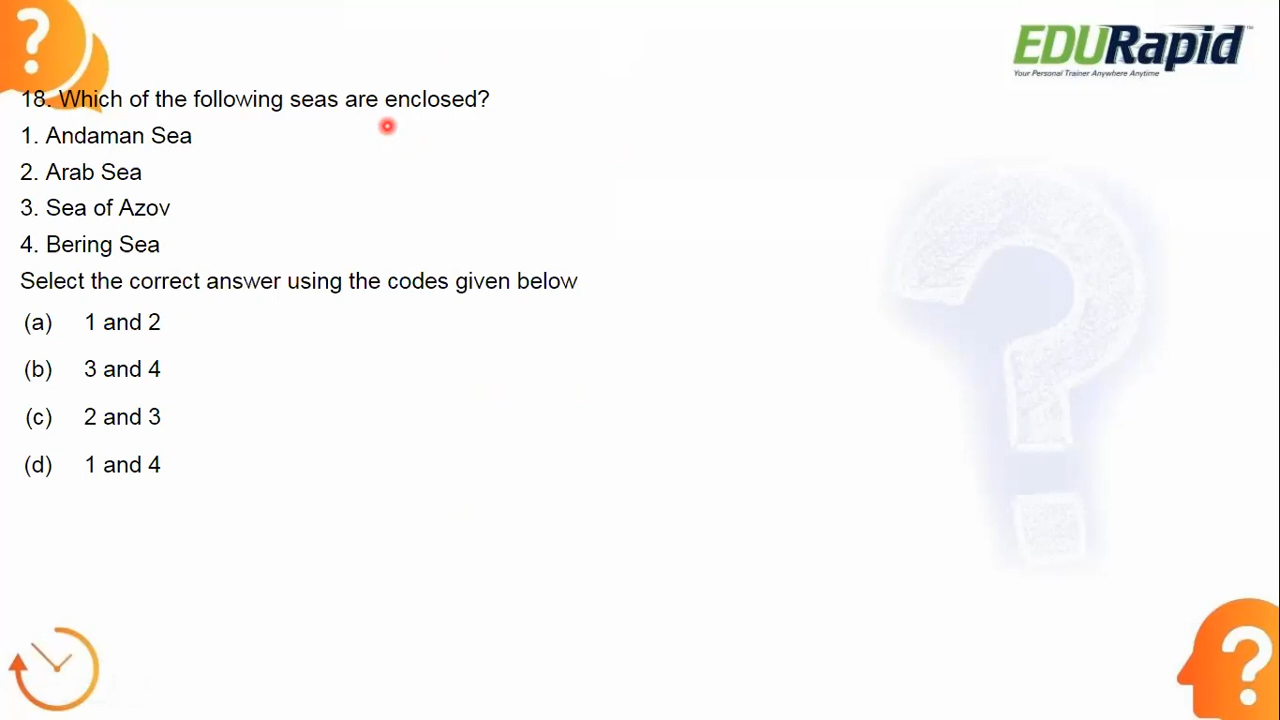 EDURapid™
Your Personal Trainer Anywhere Anytime
18. Which of the following seas are enclosed?
1. Andaman Sea
2. Arab Sea
3. Sea of Azov
4. Bering Sea
Select the correct answer using the codes given below
(a) 1 and 2
(b) 3 and 4
(c) 2 and 3
(d) 1 and 4